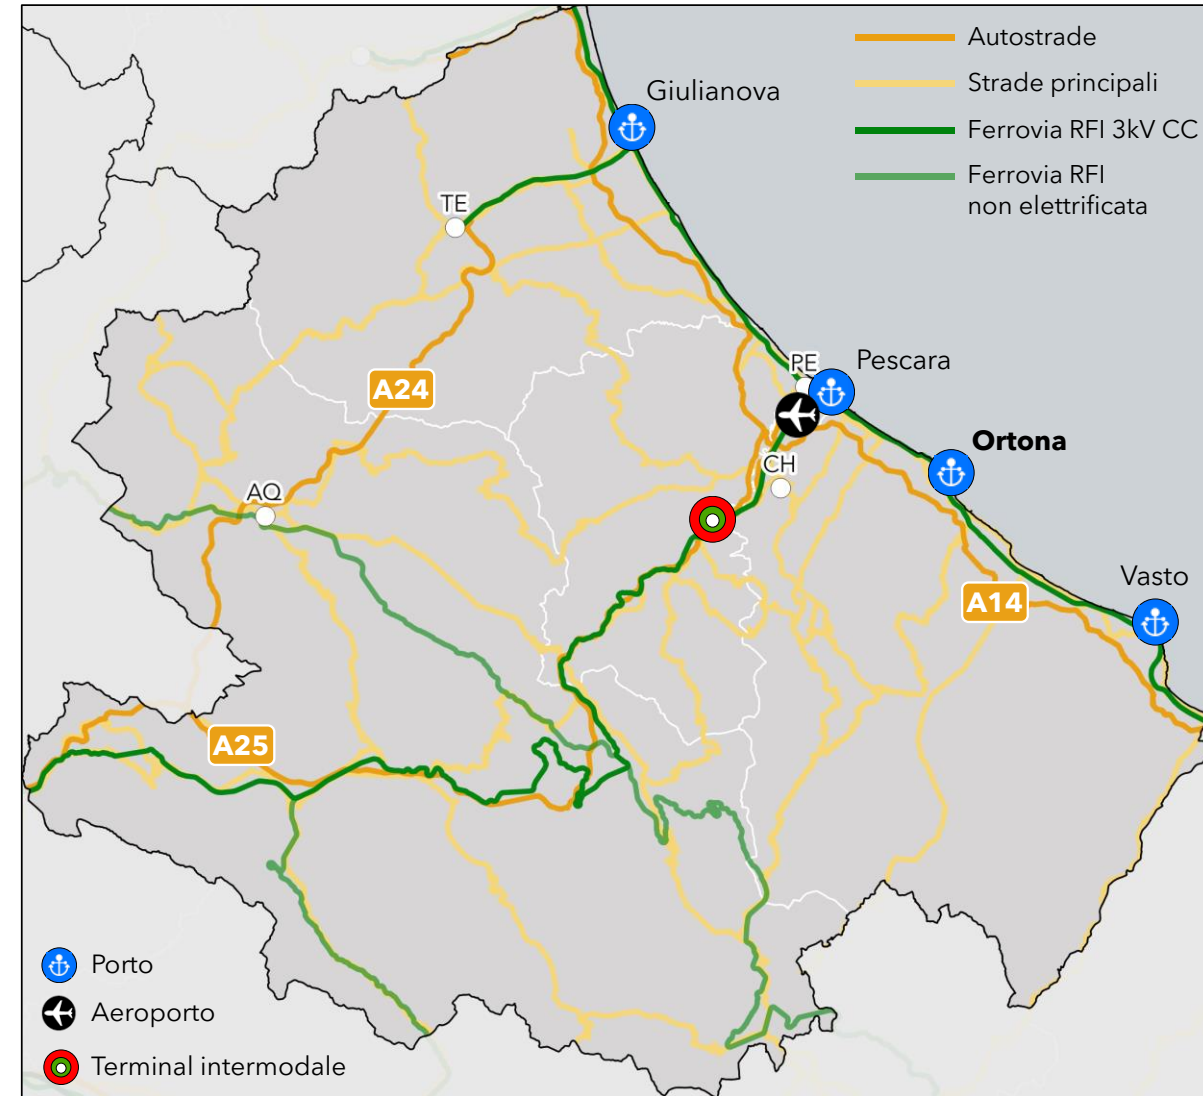 Autostrade
Strade principali
Ferrovia RFI 3kV CC
Ferrovia RFI
non elettrificata
Giulianova
TE
PE
Pescara
A24
Ortona
CH
AQ
Vasto
A14
A25
Porto
Aeroporto
Terminal intermodale